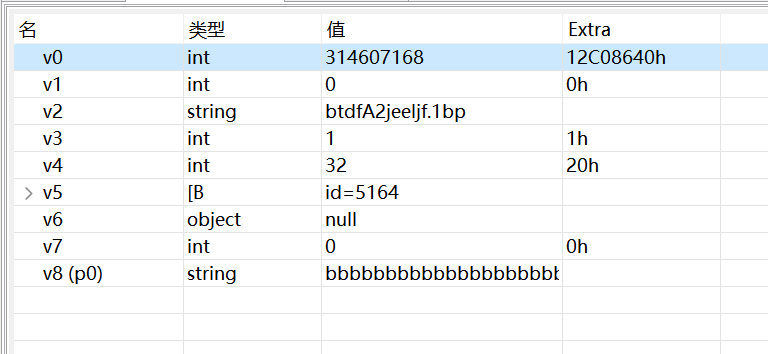 名 类型 值 Extra
v0 int 314607168 12C08640h
v1 int 0 0h
v2 string btdfA2jeeljf.1bp
v3 int 1 1h
v4 int 32 20h
v5 [B id=5164
v6 object null
v7 int 0 0h
v8 (p0) string bbbbbbbbbbbbbbbbbbbb